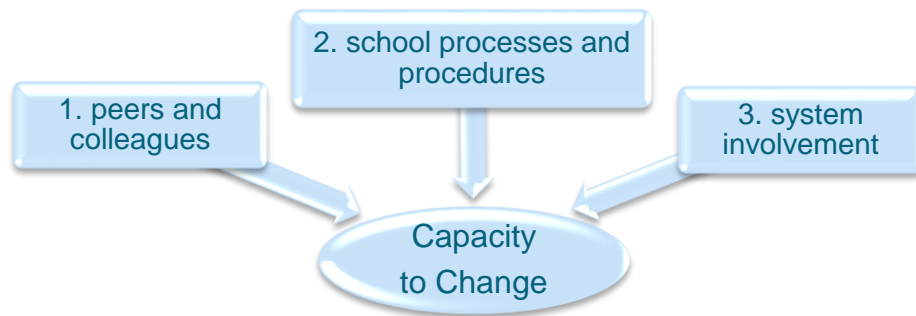 1. peers and
colleagues
2. school processes and
procedures
3. system
involvement
Capacity
to Change